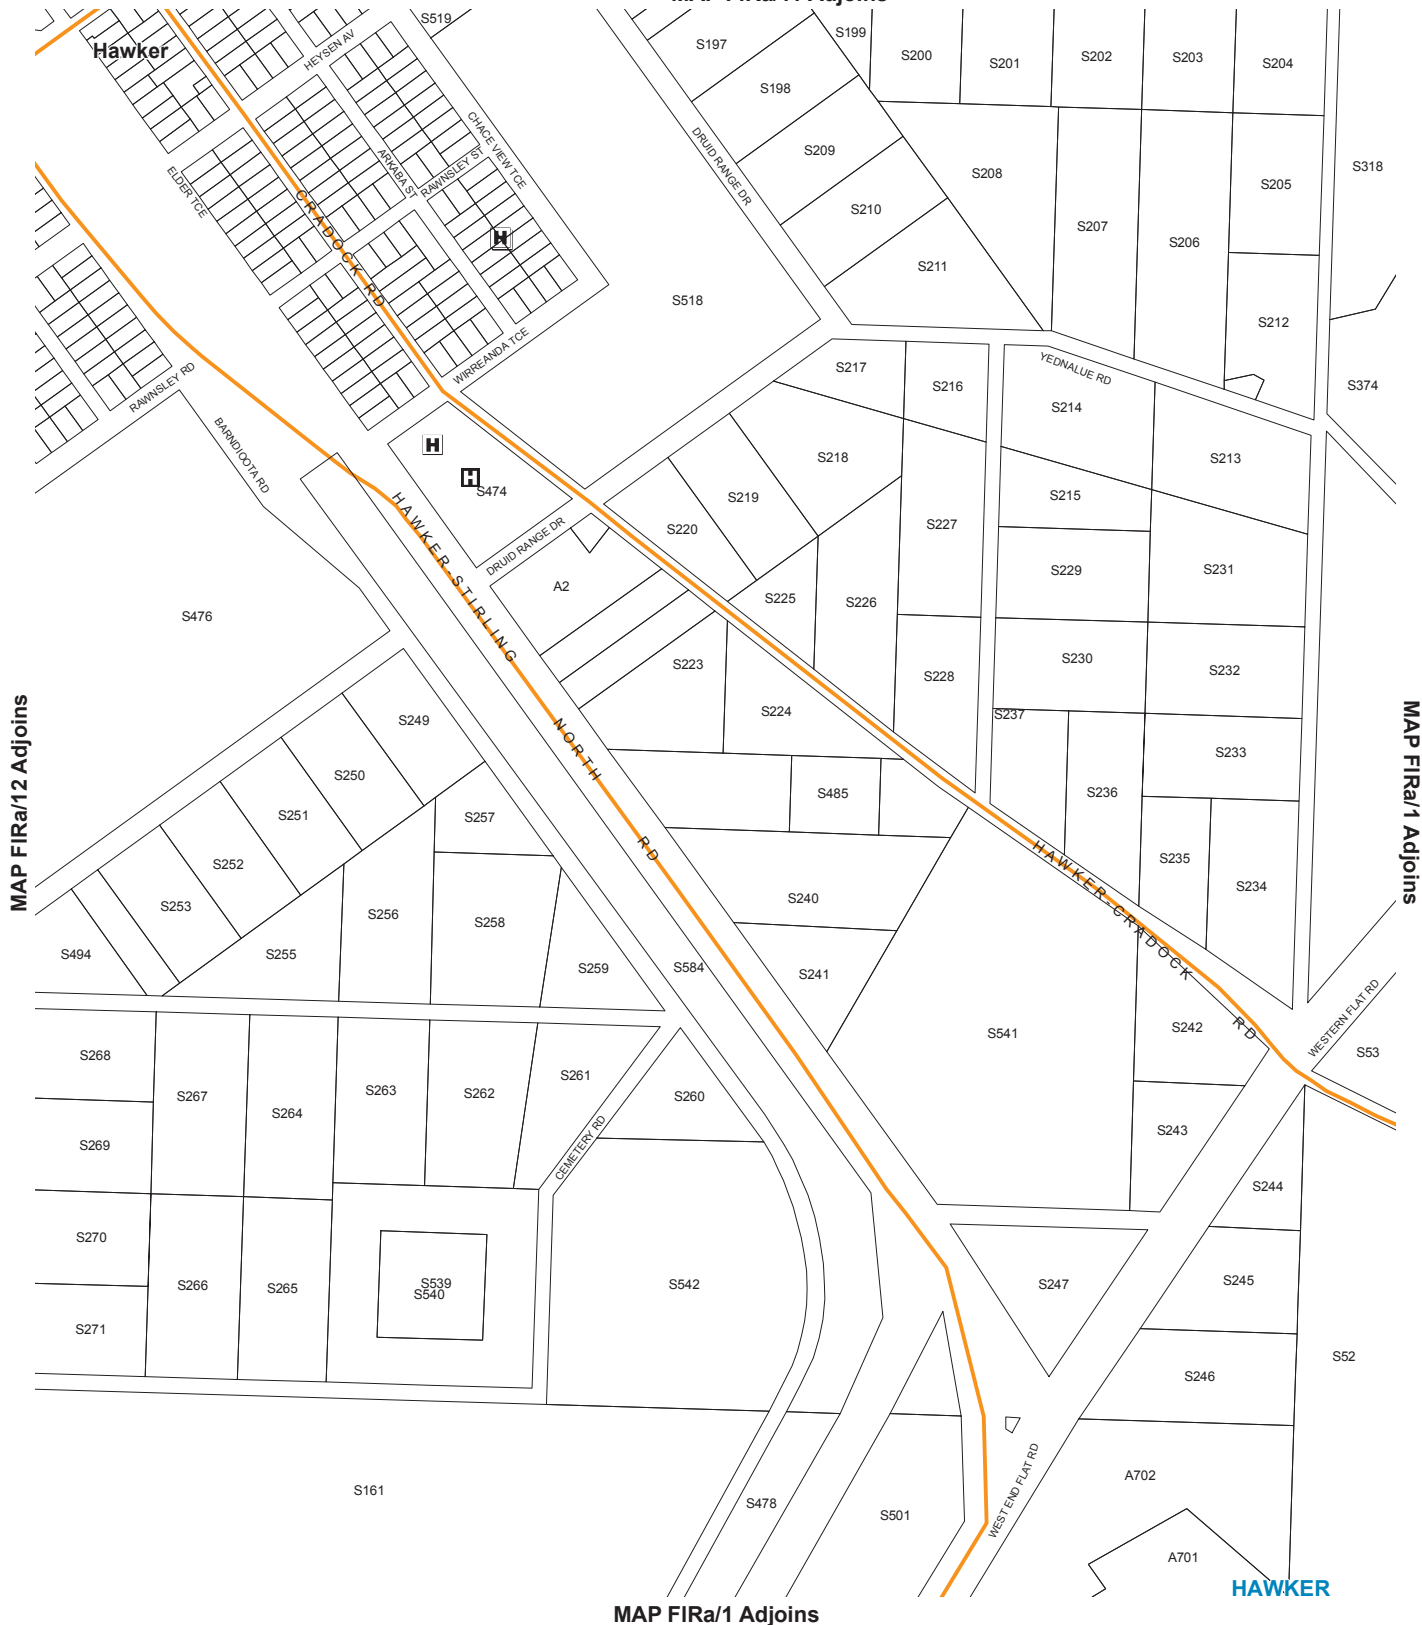 S519
Hawker
HEYSEN AV
S197
S199
S200
S201
S202
S203
S204
S198
CHACE VIEW TCE
DRUID RANGE DR
S209
S208
S318
ELDER TCE
ARKABA ST
RAWNSLEY ST
S205
CRADOCK RD
S210
S207
S206
H
S211
S518
S212
WIRREANDA TCE
YEDNALUE RD
RAWNSLEY RD
S217
S216
S374
S214
BARNDIOOTA RD
H
S218
S213
H
S474
S219
S215
HAWKER-STIRLING NORTH RD
DRUID RANGE DR
S220
S227
S229
S231
A2
S225
S226
S476
S223
S228
S230
S232
S224
S237
S249
S233
MAP FIRa/12 Adjoins
MAP FIRa/1 Adjoins
S250
S251
S257
S485
S236
S252
HAWKER-CRADOCK RD
S235
S234
S253
S256
S258
S240
S494
S255
S259
S584
S241
S242
WESTERN FLAT RD
S541
S53
S268
S267
S264
S263
S262
S261
S260
S269
CEMETERY RD
S243
S244
S270
S266
S265
S539
S540
S542
S247
S245
S271
S52
S246
A702
S161
S478
S501
WEST END FLAT RD
A701
HAWKER
MAP FIRa/1 Adjoins